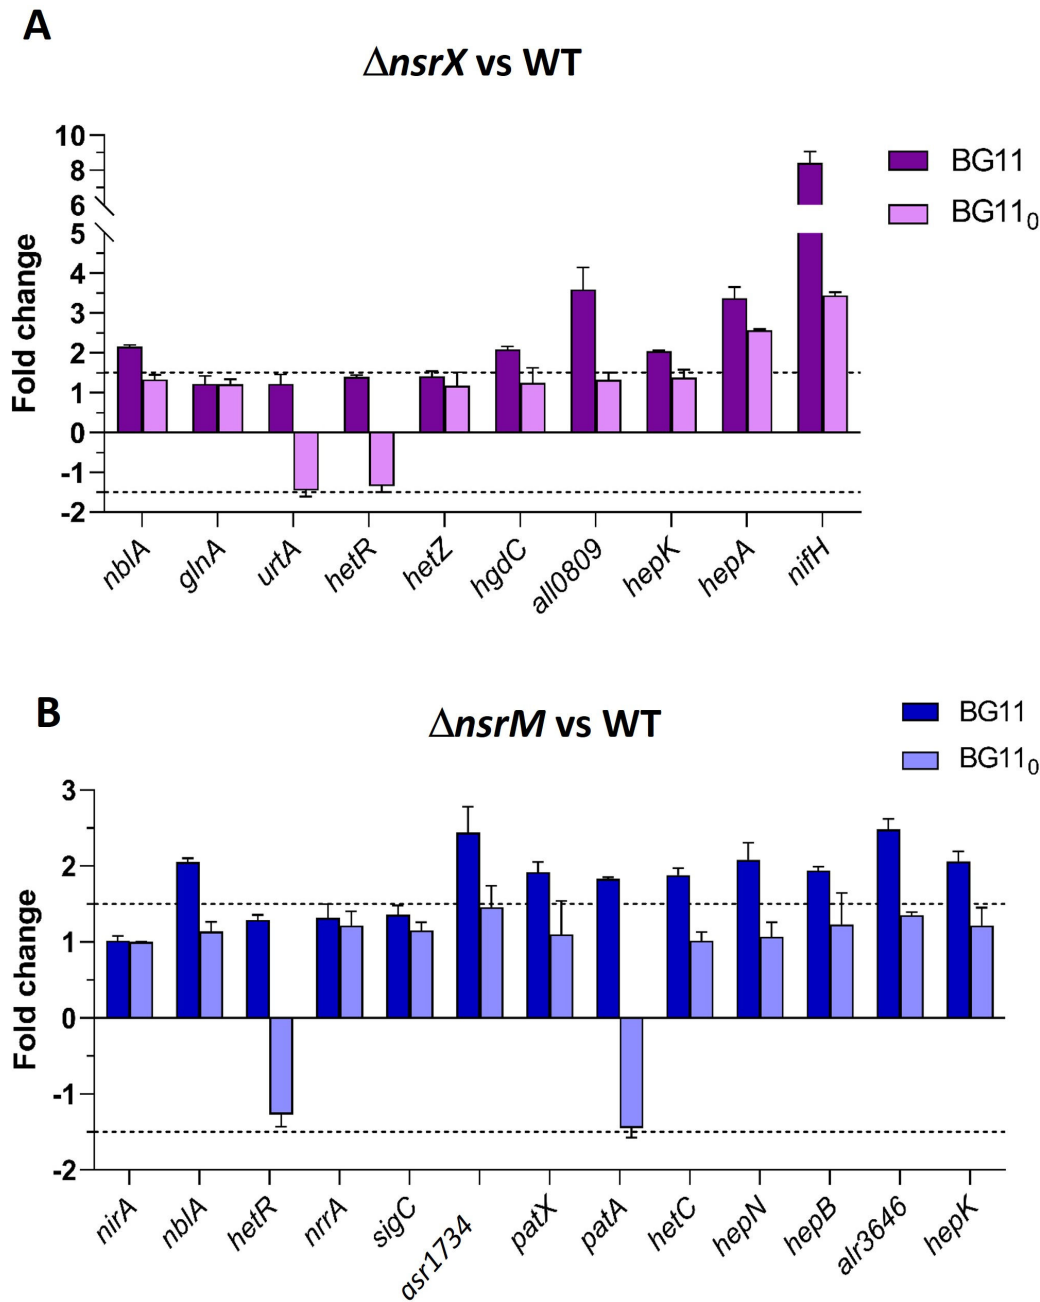 A
ΔnsrX vs WT
10
8
6
5
4
3
2
1
0
-1
-2
Fold change
BG11
BG11₀
nblA
glnA
urtA
hetR
hetZ
hgdC
all0809
hepK
hepA
nifH
B
ΔnsrM vs WT
BG11
BG11₀
3
2
1
0
-1
-2
Fold change
nirA
nblA
hetR
nrrA
sigC
asr1734
patX
patA
hetC
hepN
hepB
alr3646
hepK